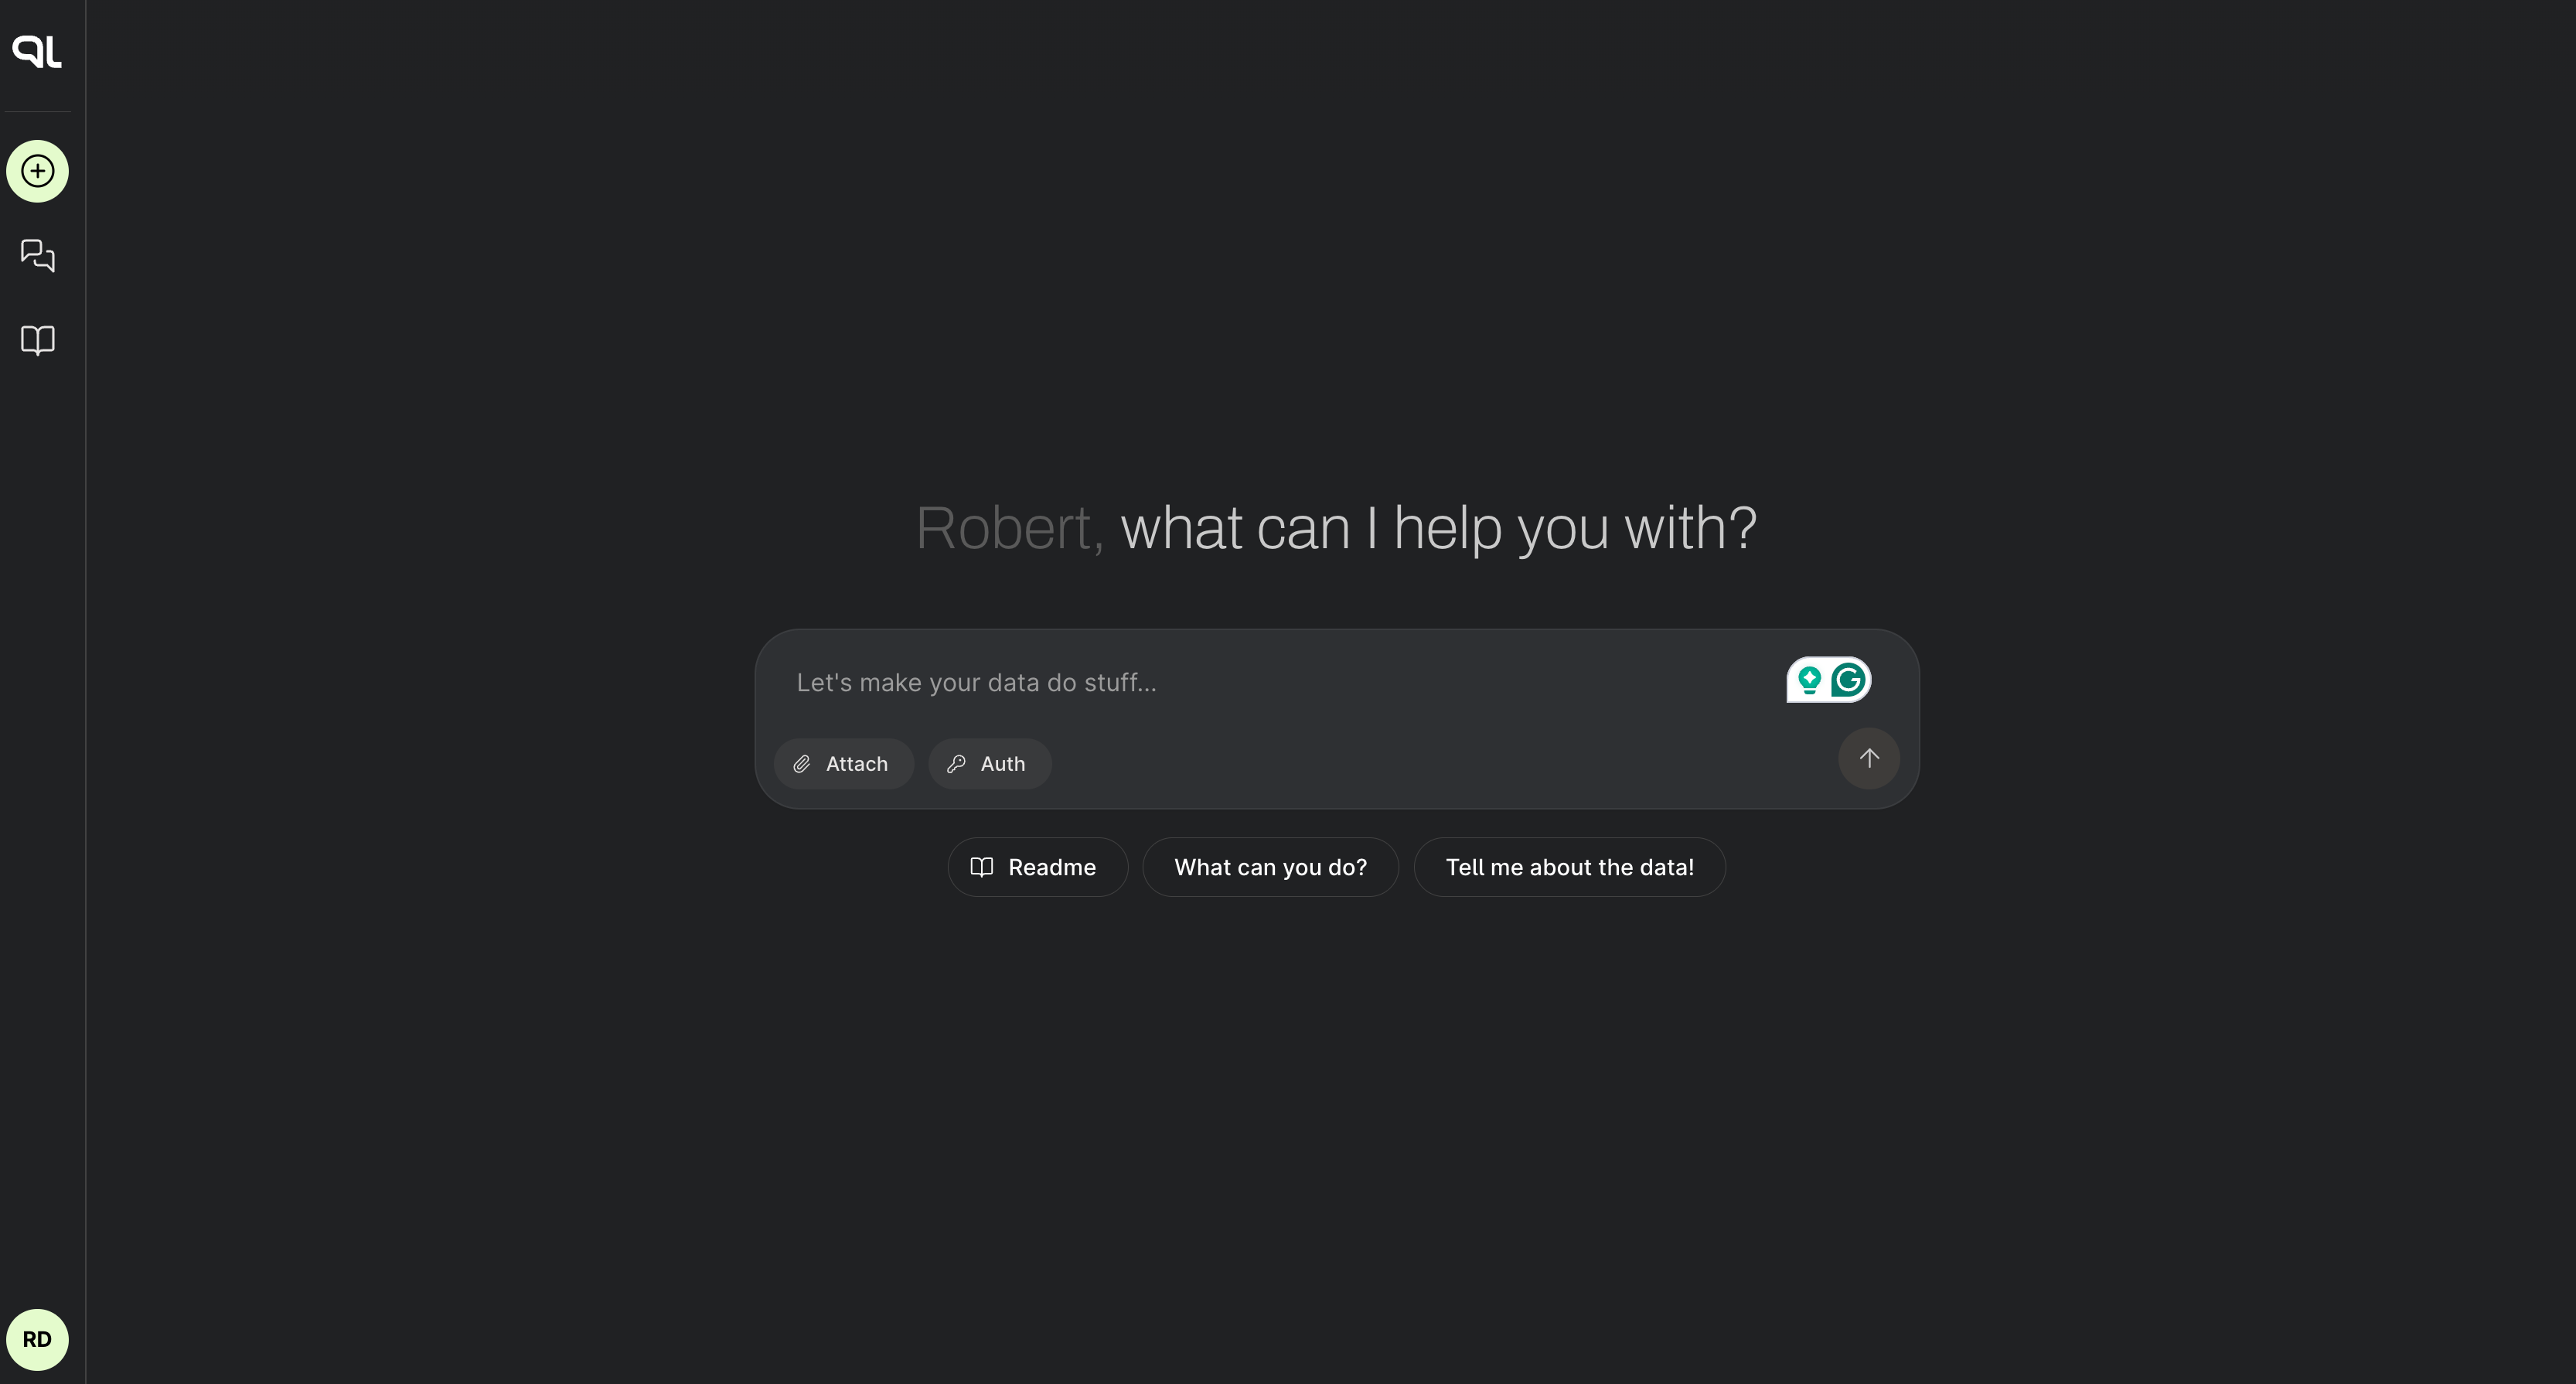 qL
Robert, what can I help you with?
Let's make your data do stuff...
Attach
Auth
Readme
What can you do?
Tell me about the data!
RD